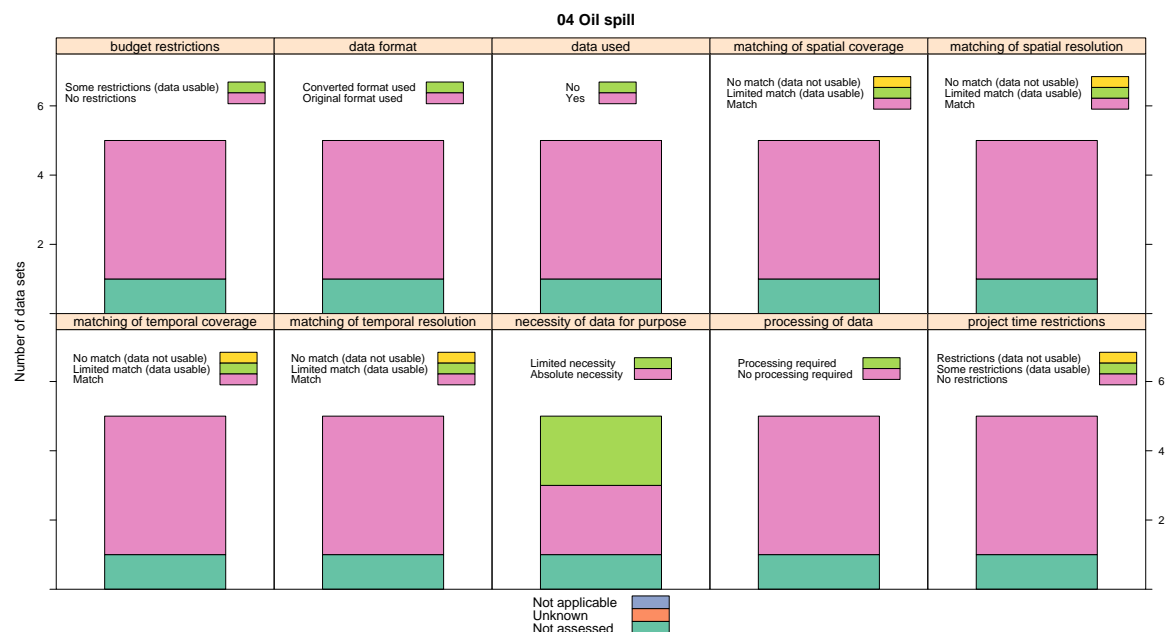 04 Oil spill
budget restrictions
data format
data used
matching of spatial coverage
matching of spatial resolution
Some restrictions (data usable)
No restrictions
Converted format used
Original format used
No
Yes
No match (data not usable)
Limited match (data usable)
Match
No match (data not usable)
Limited match (data usable)
Match
6
4
2
Number of data sets
matching of temporal coverage
matching of temporal resolution
necessity of data for purpose
processing of data
project time restrictions
No match (data not usable)
Limited match (data usable)
Match
No match (data not usable)
Limited match (data usable)
Match
Limited necessity
Absolute necessity
Processing required
No processing required
Restrictions (data not usable)
Some restrictions (data usable)
No restrictions
6
4
2
Not applicable
Unknown
Not assessed